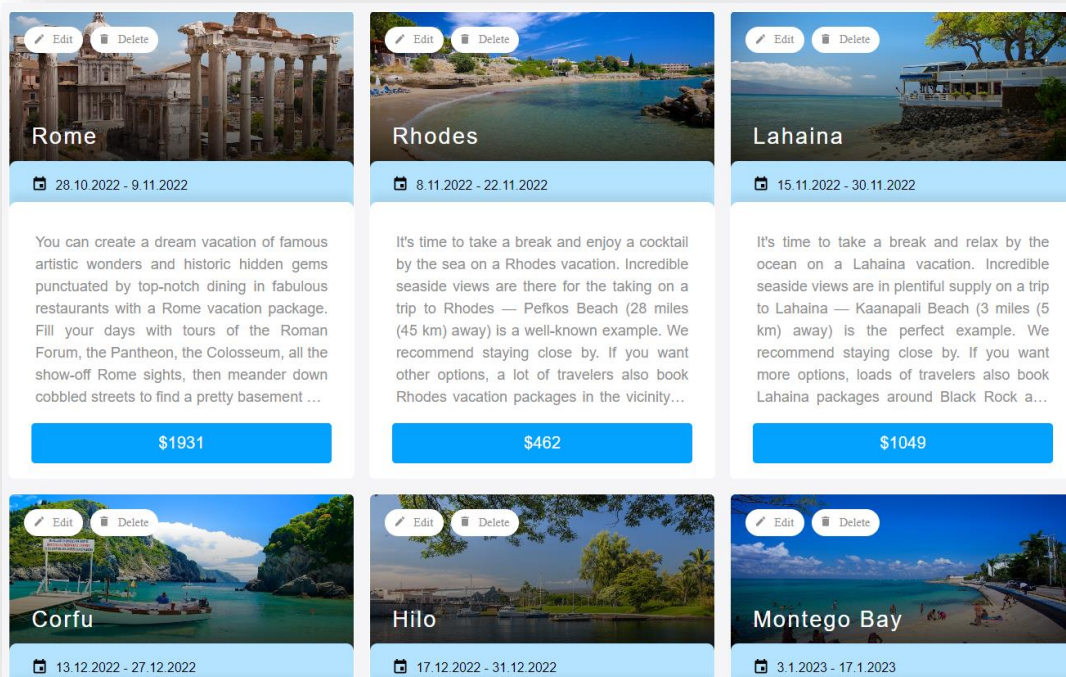 Edit Delete
Rome
28.10.2022 - 9.11.2022
You can create a dream vacation of famous
artistic wonders and historic hidden gems
punctuated by top-notch dining in fabulous
restaurants with a Rome vacation package.
Fill your days with tours of the Roman
Forum, the Pantheon, the Colosseum, all the
show-off Rome sights, then meander down
cobbled streets to find a pretty basement ...
$1931
Edit Delete
Rhodes
8.11.2022 - 22.11.2022
It's time to take a break and enjoy a cocktail
by the sea on a Rhodes vacation. Incredible
seaside views are there for the taking on a
trip to Rhodes — Pefkos Beach (28 miles
(45 km) away) is a well-known example. We
recommend staying close by. If you want
other options, a lot of travelers also book
Rhodes vacation packages in the vicinity...
$462
Edit Delete
Lahaina
15.11.2022 - 30.11.2022
It's time to take a break and relax by the
ocean on a Lahaina vacation. Incredible
seaside views are in plentiful supply on a trip
to Lahaina — Kaanapali Beach (3 miles (5
km) away) is the perfect example. We
recommend staying close by. If you want
more options, loads of travelers also book
Lahaina packages around Black Rock a...
$1049
Edit Delete
Corfu
13.12.2022 - 27.12.2022
Edit Delete
Hilo
17.12.2022 - 31.12.2022
Edit Delete
Montego Bay
3.1.2023 - 17.1.2023